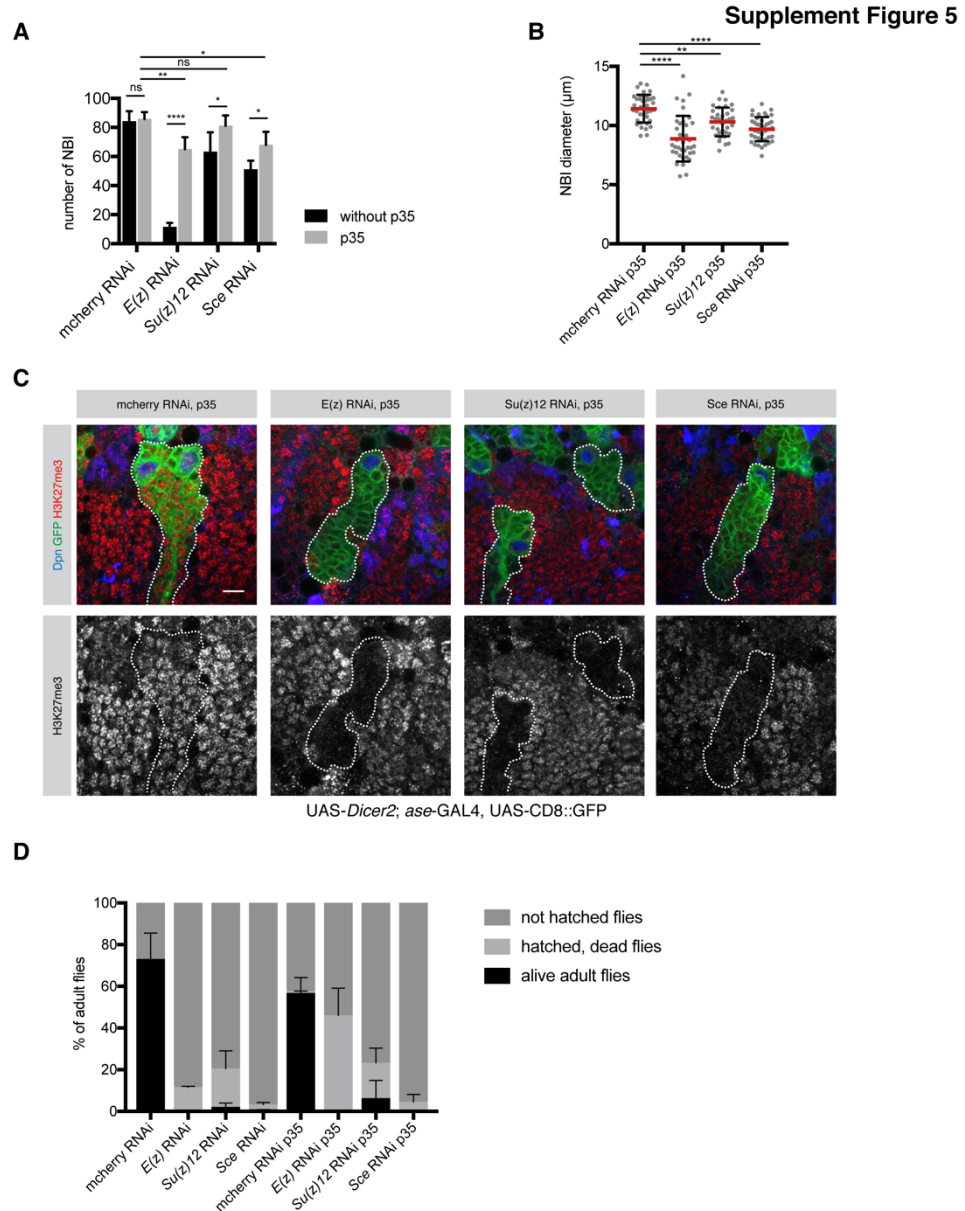 Supplement Figure 5
A
*
ns
**
ns
****
*
*
100
80
60
40
20
0
number of NBI
mcherry RNAi
E(z) RNAi
Su(z)12 RNAi
Sce RNAi
without p35
p35
B
****
**
****
15
10
5
0
NBI diameter (μm)
mcherry RNAi p35
E(z) RNAi p35
Su(z)12 p35
Sce RNAi p35
C
mcherry RNAi, p35
E(z) RNAi, p35
Su(z)12 RNAi, p35
Sce RNAi, p35
Dpn GFP H3K27me3
H3K27me3
UAS-Dicer2; ase-GAL4, UAS-CD8::GFP
D
100
80
60
40
20
0
% of adult flies
mcherry RNAi
E(z) RNAi
Su(z)12 RNAi
Sce RNAi
mcherry RNAi p35
E(z) RNAi p35
Su(z)12 RNAi p35
Sce RNAi p35
not hatched flies
hatched, dead flies
alive adult flies